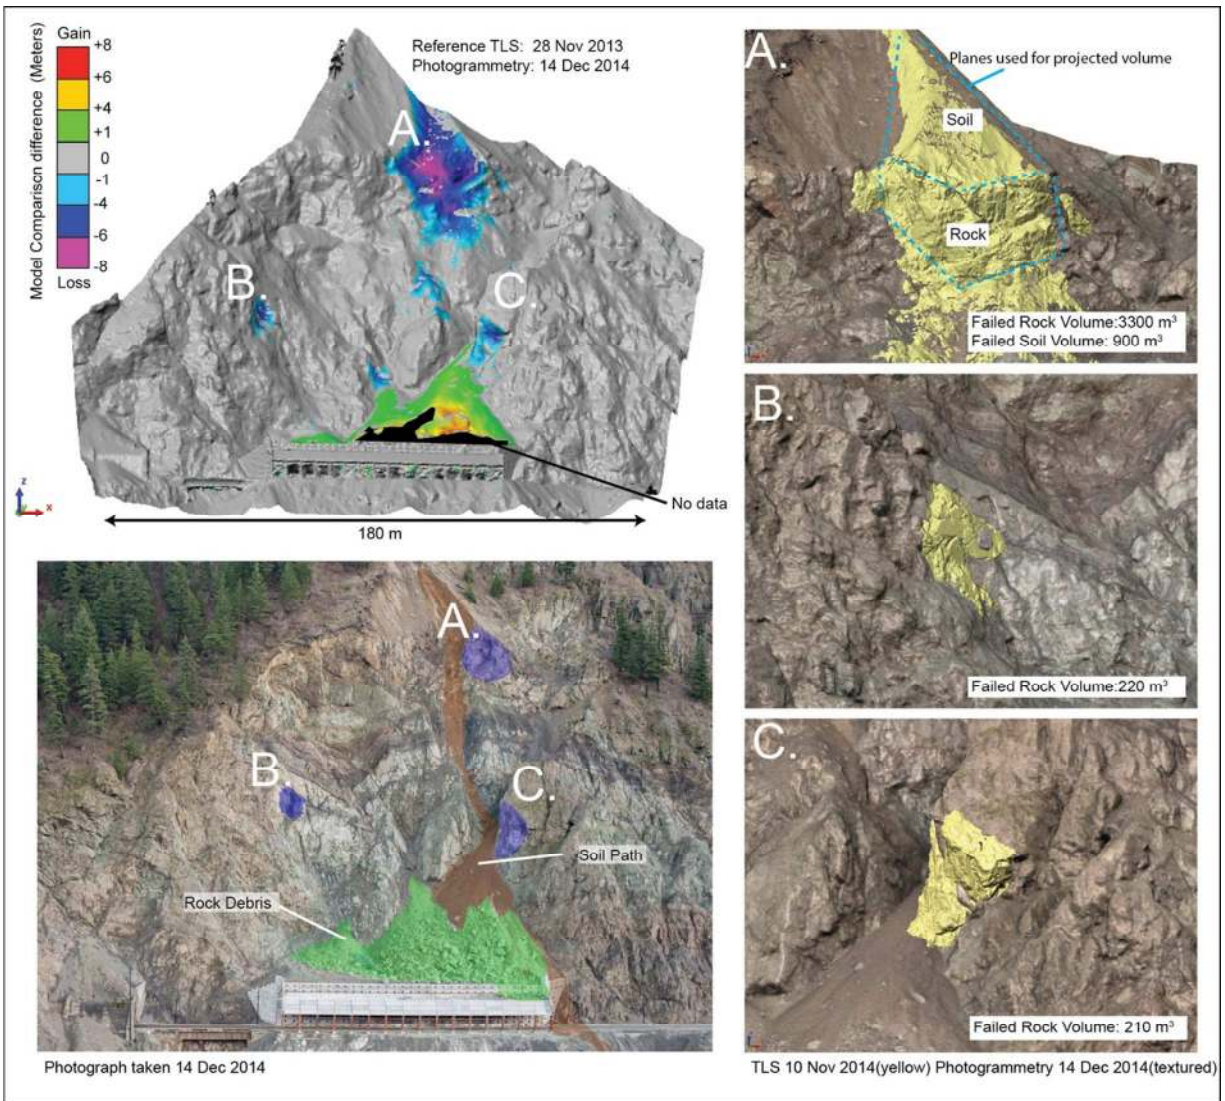 Gain
Model Comparison difference (Meters)
+8
+6
+4
+1
0
-1
-4
-6
-8
Loss
Reference TLS: 28 Nov 2013
Photogrammetry: 14 Dec 2014
A.
B.
C.
No data
180 m
z
y
x
A.
B.
C.
Soil Path
Rock Debris
Photograph taken 14 Dec 2014
A.
Planes used for projected volume
Soil
Rock
Failed Rock Volume:3300 m³
Failed Soil Volume: 900 m³
B.
Failed Rock Volume:220 m³
C.
Failed Rock Volume: 210 m³
TLS 10 Nov 2014(yellow) Photogrammetry 14 Dec 2014(textured)